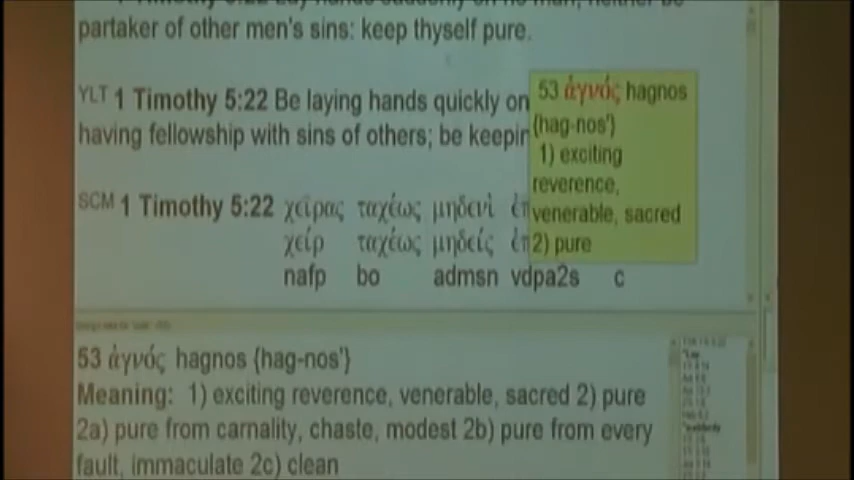 partaker of other men's sins: keep thyself pure.
YLT 1 Timothy 5:22 Be laying hands quickly on
having fellowship with sins of others; be keepin
53 ἁγνός hagnos
{hag-nos'}
1) exciting
reverence,
venerable, sacred
2) pure
SCM 1 Timothy 5:22 χεῖρας ταχέως μηδενὶ ἐπ
χείρ ταχέως μηδείς ἐπ
nafp bo admsn vdpa2s c
53 ἁγνός hagnos {hag-nos'}
Meaning: 1) exciting reverence, venerable, sacred 2) pure
2a) pure from carnality, chaste, modest 2b) pure from every
fault, immaculate 2c) clean